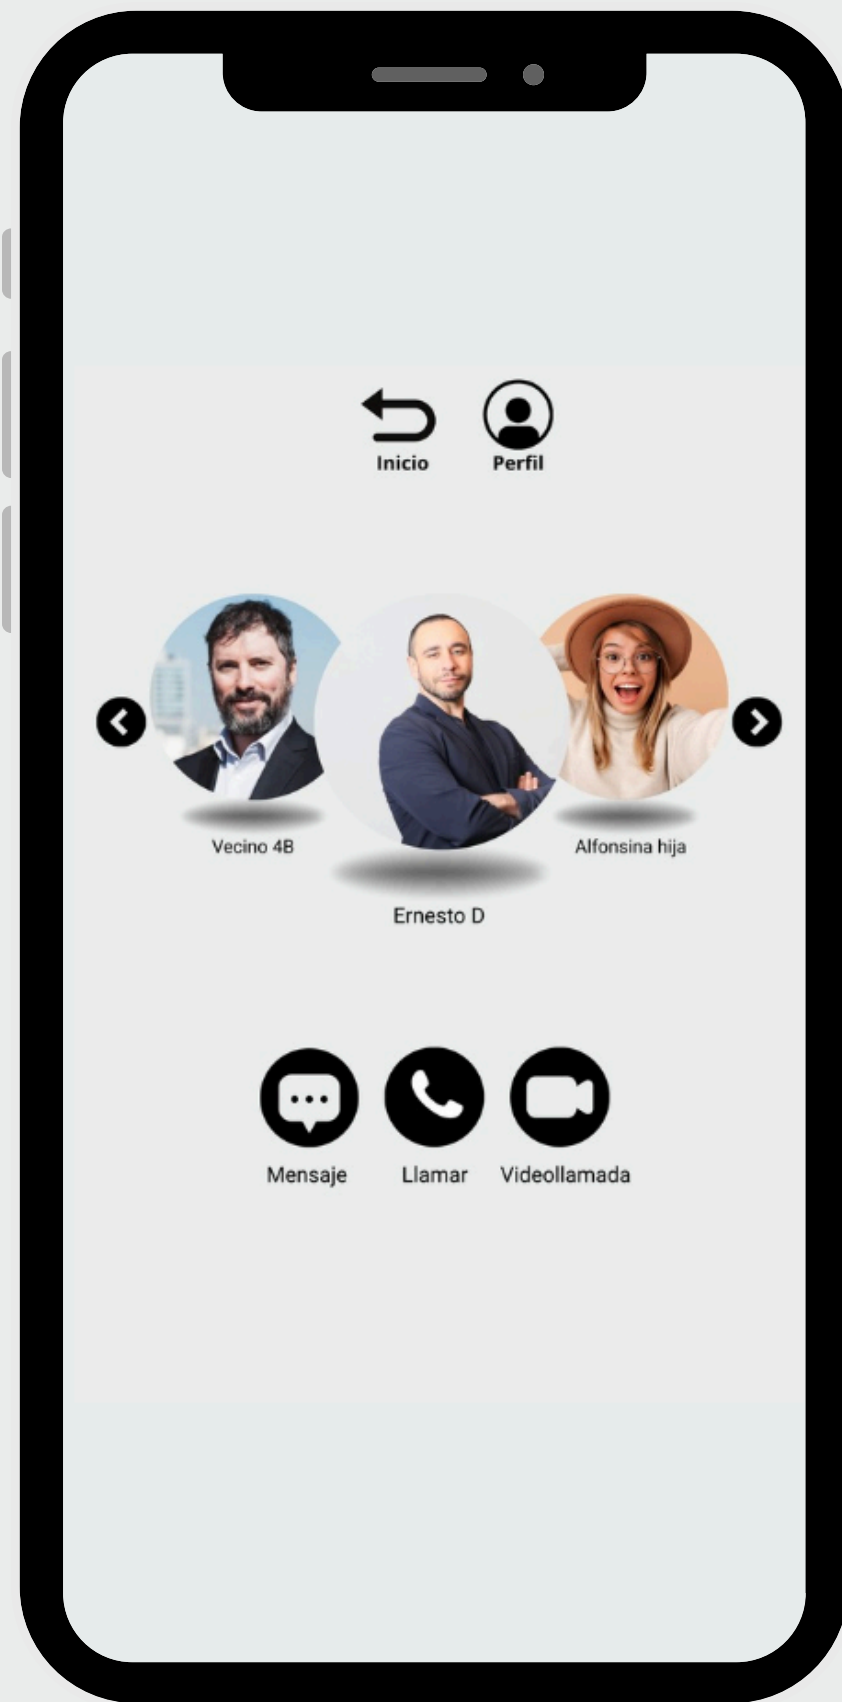 Inicio
Perfil
Vecino 4B
Alfonsina hija
Ernesto D
Mensaje
Llamar
Videollamada